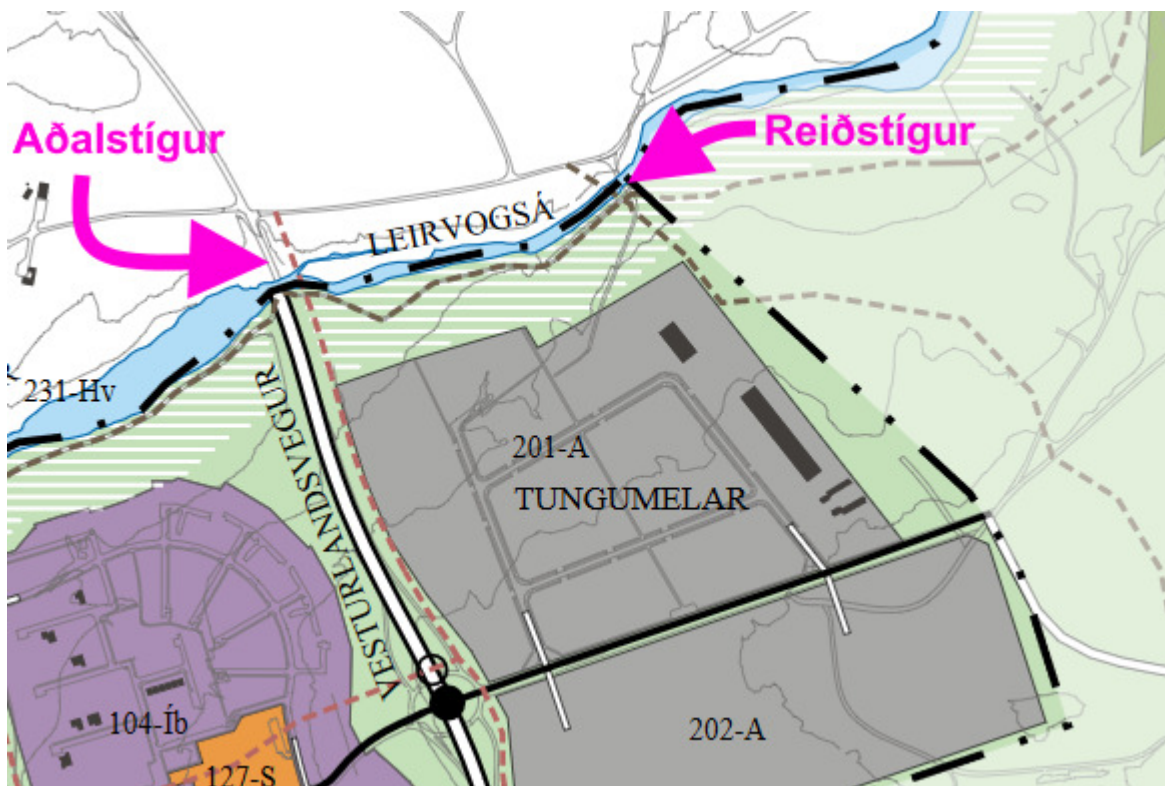 Aðalstígur
Reiðstígur
LEIRVOGSÁ
231-Hv
VESTURLANDSVEGUR
201-A
TUNGUMELAR
104-Íb
202-A
127-S